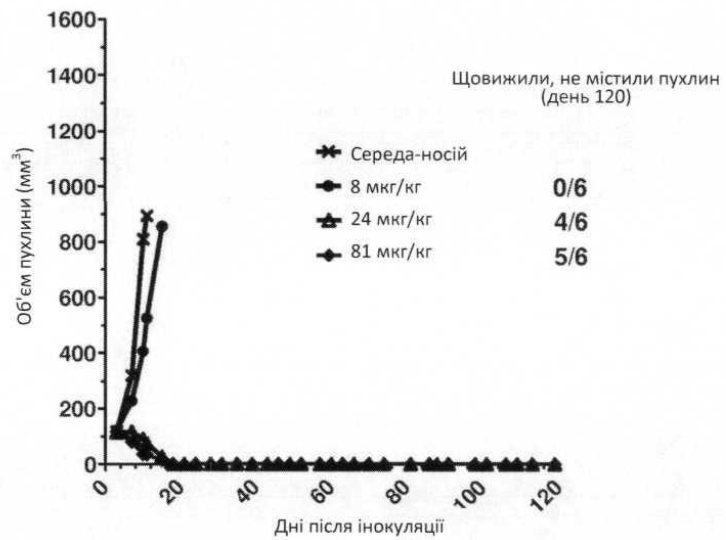 1600
1400
1200
1000
800
600
400
200
0
Об'єм пухлини (мм³)
Щовижили, не містили пухлин
(день 120)
Середа-носій
8 мкг/кг 0/6
24 мкг/кг 4/6
81 мкг/кг 5/6
0 20 40 60 80 100 120
Дні після інокуляції